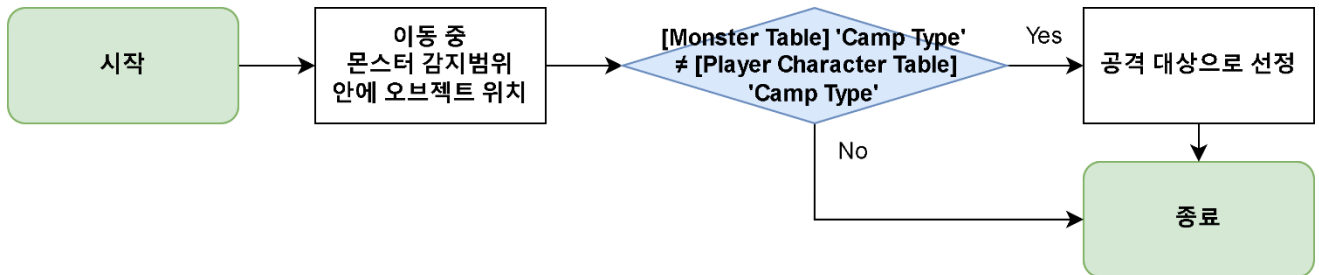 시작
이동 중
몬스터 감지범위
안에 오브젝트 위치
[Monster Table] 'Camp Type'
≠ [Player Character Table]
'Camp Type'
Yes
공격 대상으로 선정
No
종료